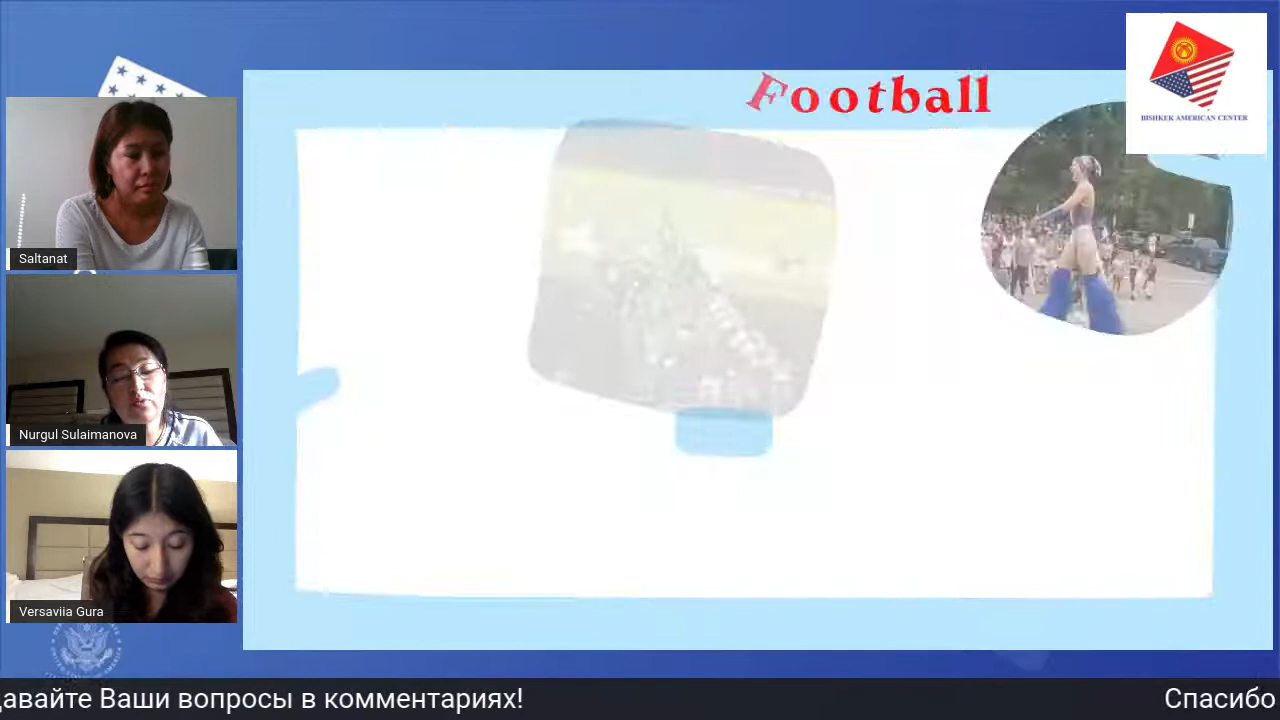 Football
BISHKEK AMERICAN CENTER
Saltanat
Nurgul Sulaimanova
Versaviia Gura
давайте Ваши вопросы в комментариях!
Спасибо